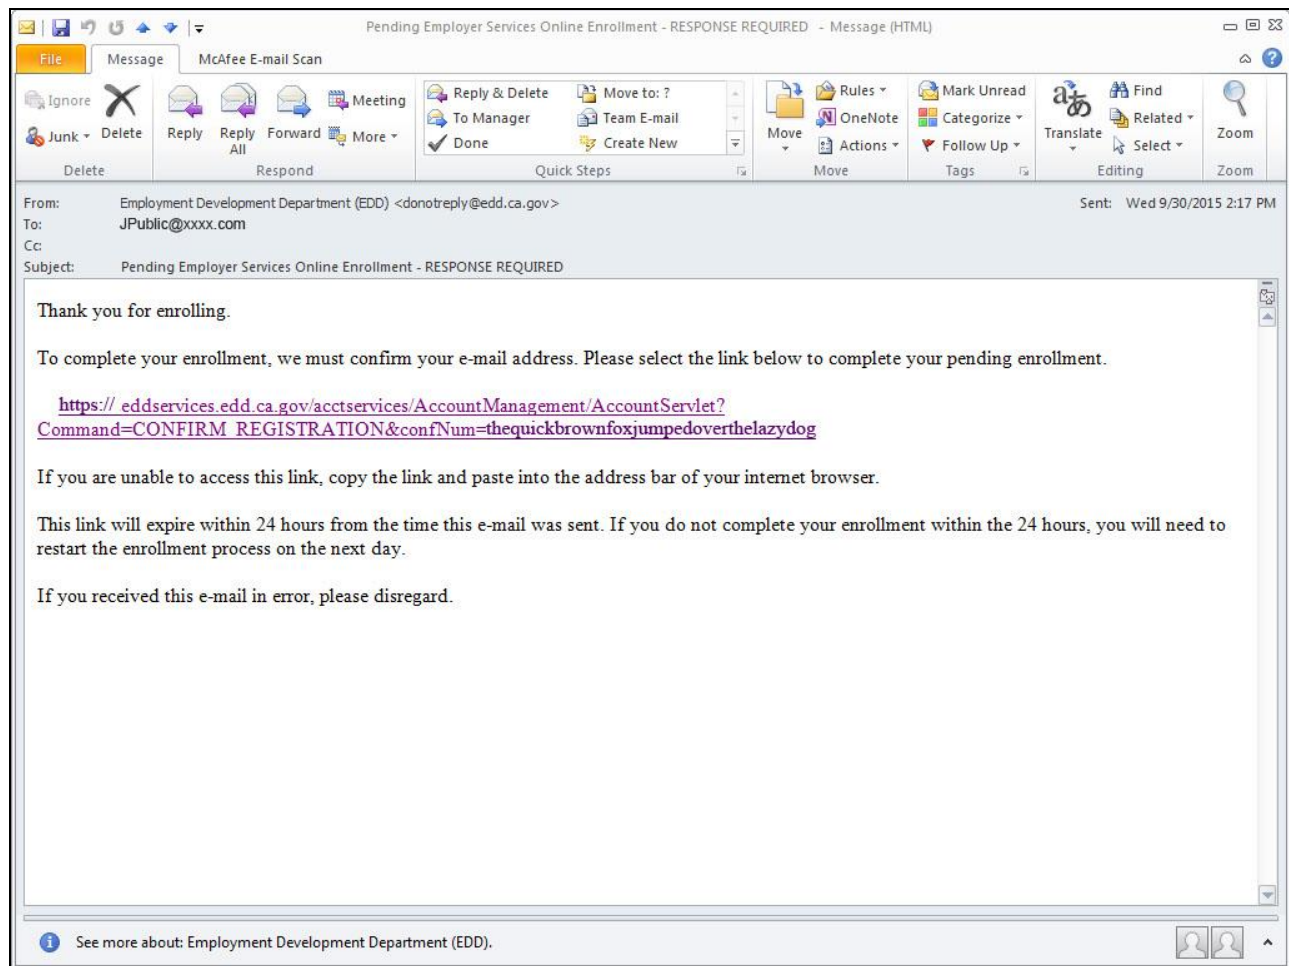 Pending Employer Services Online Enrollment - RESPONSE REQUIRED - Message (HTML)
File Message McAfee E-mail Scan
Ignore
Junk
Delete
Delete
Reply
Reply All
Forward
Meeting
More
Respond
Reply & Delete
To Manager
Done
Move to: ?
Team E-mail
Create New
Quick Steps
Move
Rules
OneNote
Actions
Move
Mark Unread
Categorize
Follow Up
Tags
Translate
Find
Related
Select
Editing
Zoom
Zoom
From: Employment Development Department (EDD) <donotreply@edd.ca.gov> Sent: Wed 9/30/2015 2:17 PM
To: JPublic@xxxx.com
Cc:
Subject: Pending Employer Services Online Enrollment - RESPONSE REQUIRED
Thank you for enrolling.
To complete your enrollment, we must confirm your e-mail address. Please select the link below to complete your pending enrollment.
https:// eddservices.edd.ca.gov/acctservices/AccountManagement/AccountServlet?
Command=CONFIRM_REGISTRATION&confNum=thequickbrownfoxjumpedoverthelazydog
If you are unable to access this link, copy the link and paste into the address bar of your internet browser.
This link will expire within 24 hours from the time this e-mail was sent. If you do not complete your enrollment within the 24 hours, you will need to
restart the enrollment process on the next day.
If you received this e-mail in error, please disregard.
See more about: Employment Development Department (EDD).